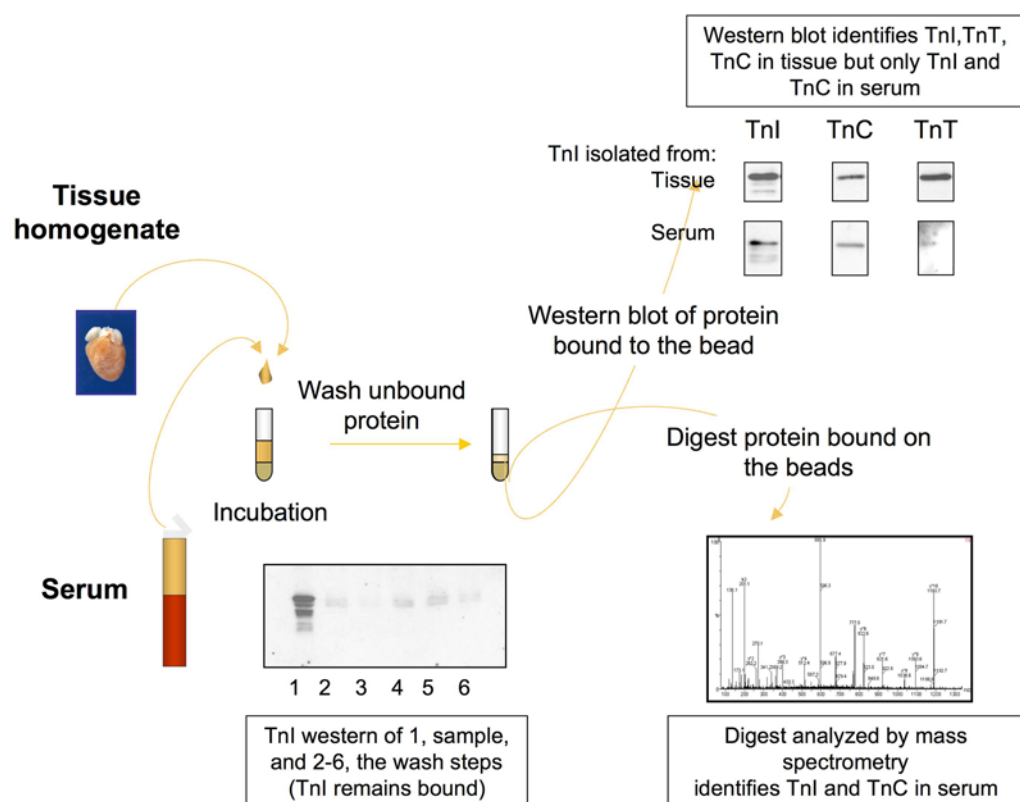 Western blot identifies TnI,TnT,
TnC in tissue but only TnI and
TnC in serum
TnI TnC TnT
TnI isolated from:
Tissue
Serum
Tissue
homogenate
Western blot of protein
bound to the bead
Wash unbound
protein
Digest protein bound on
the beads
Incubation
Serum
1 2 3 4 5 6
TnI western of 1, sample,
and 2-6, the wash steps
(TnI remains bound)
Digest analyzed by mass
spectrometry
identifies TnI and TnC in serum